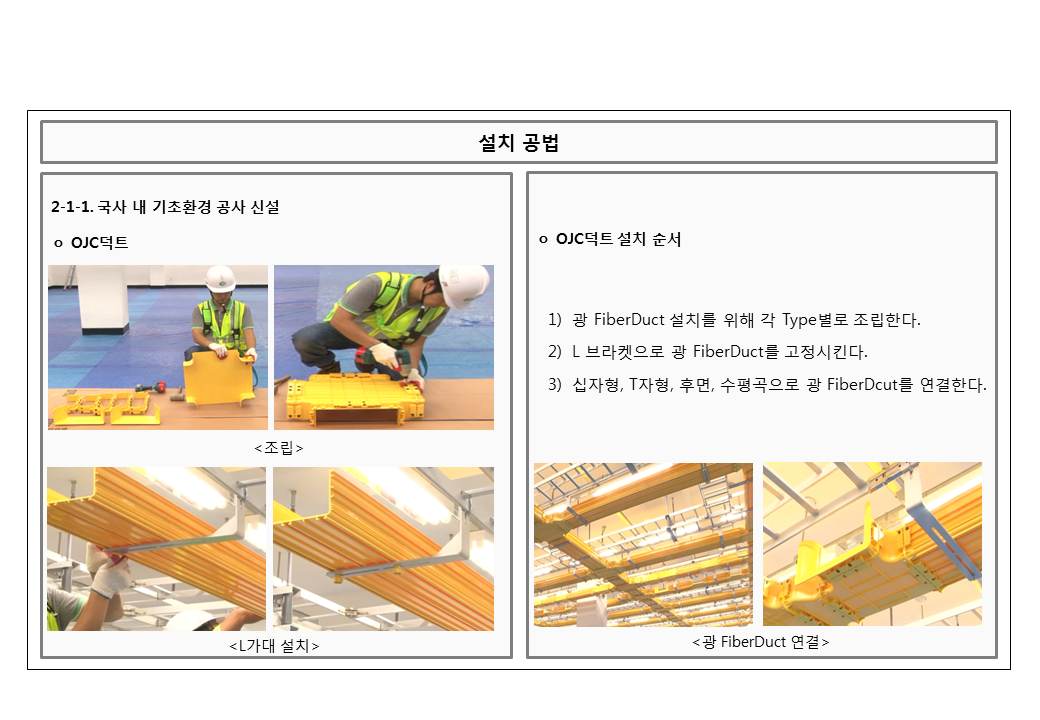 설치 공법
2-1-1. 국사 내 기초환경 공사 신설
ㅇ OJC덕트
<조립>
<L가대 설치>
ㅇ OJC덕트 설치 순서
1) 광 FiberDuct 설치를 위해 각 Type별로 조립한다.
2) L 브라켓으로 광 FiberDuct를 고정시킨다.
3) 십자형, T자형, 후면, 수평곡으로 광 FiberDcut를 연결한다.
<광 FiberDuct 연결>